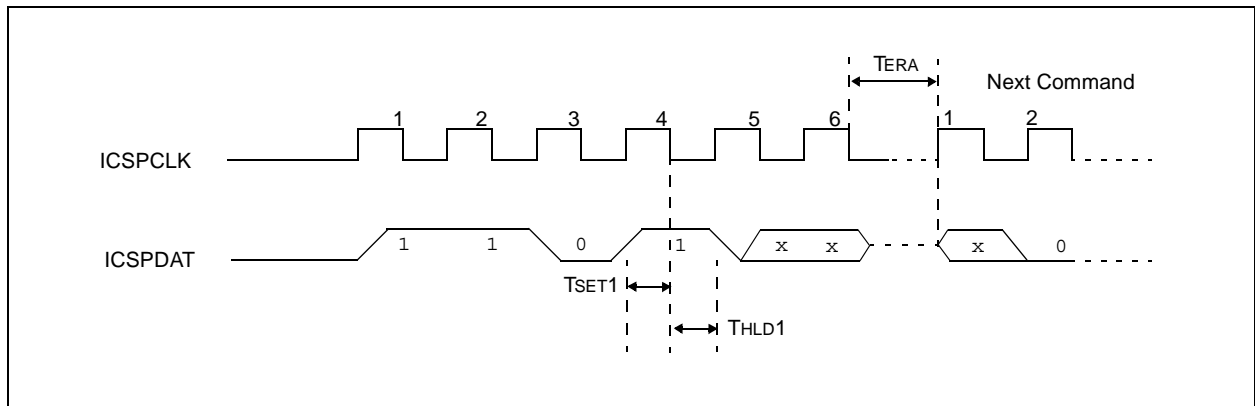 TERA
Next Command
1 2 3 4 5 6 1 2
ICSPCLK
1 1 0 1 x x x 0
ICSPDAT
TSET1
THLD1